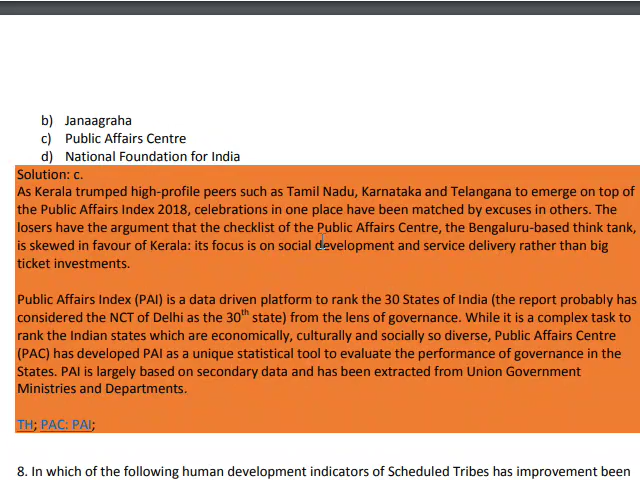 b) Janaagraha
c) Public Affairs Centre
d) National Foundation for India
Solution: c.
As Kerala trumped high-profile peers such as Tamil Nadu, Karnataka and Telangana to emerge on top of
the Public Affairs Index 2018, celebrations in one place have been matched by excuses in others. The
losers have the argument that the checklist of the Public Affairs Centre, the Bengaluru-based think tank,
is skewed in favour of Kerala: its focus is on social development and service delivery rather than big
ticket investments.
Public Affairs Index (PAI) is a data driven platform to rank the 30 States of India (the report probably has
considered the NCT of Delhi as the 30th state) from the lens of governance. While it is a complex task to
rank the Indian states which are economically, culturally and socially so diverse, Public Affairs Centre
(PAC) has developed PAI as a unique statistical tool to evaluate the performance of governance in the
States. PAI is largely based on secondary data and has been extracted from Union Government
Ministries and Departments.
TH; PAC: PAI;
8. In which of the following human development indicators of Scheduled Tribes has improvement been